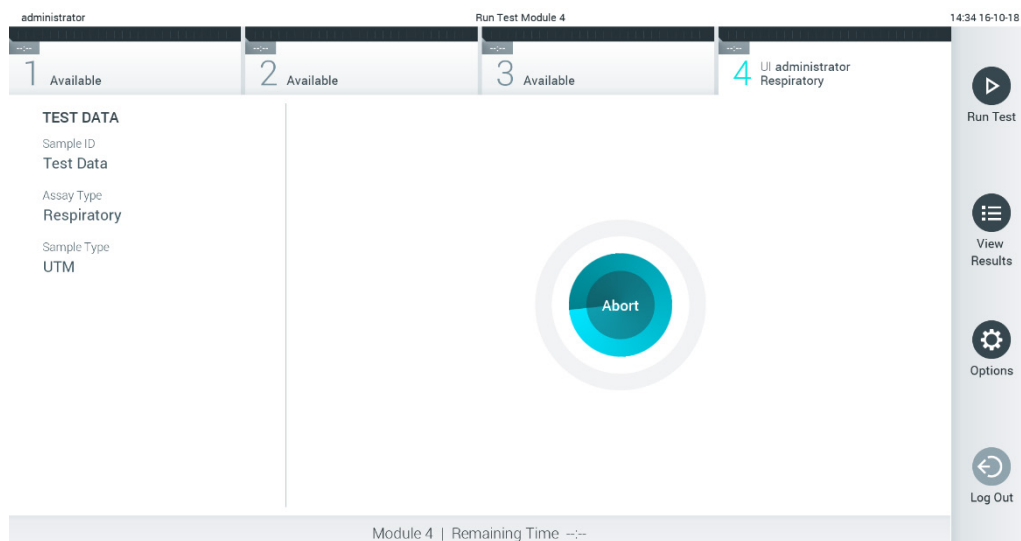 administrator
Run Test Module 4
14:34 16-10-18
--:--
1 Available
--:--
2 Available
--:--
3 Available
--:--
4 UI administrator
Respiratory
TEST DATA
Sample ID
Test Data
Assay Type
Respiratory
Sample Type
UTM
Abort
Run Test
View
Results
Options
Log Out
Module 4 | Remaining Time --:--